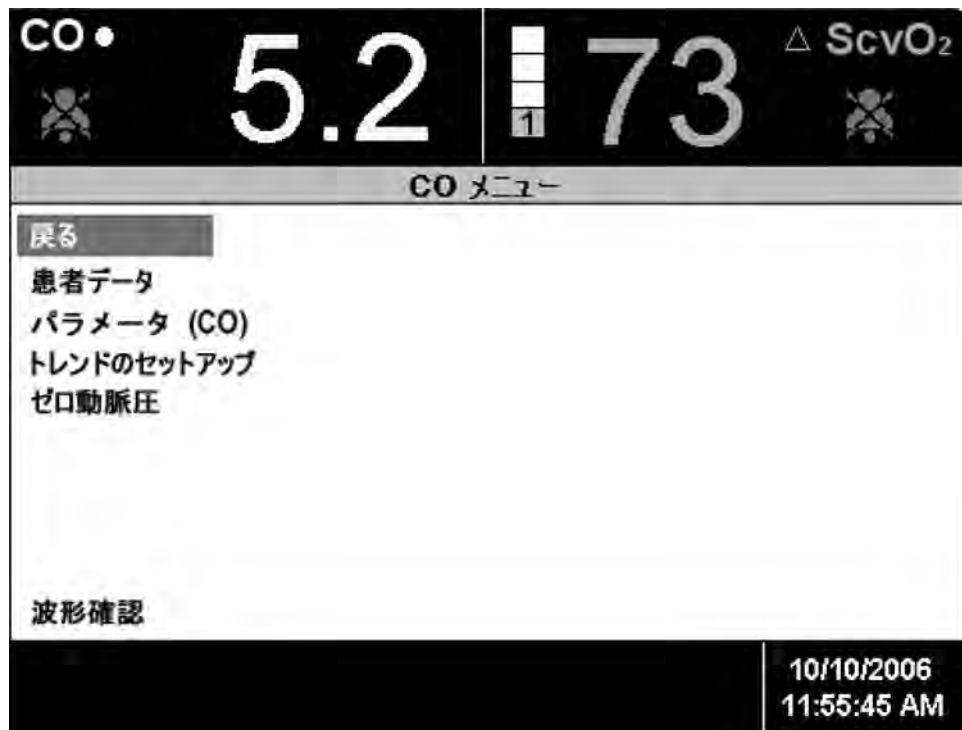 CO● 5.2 1 73 △ ScvO₂
CO メニュー
戻る
患者データ
パラメータ (CO)
トレンドのセットアップ
ゼロ動脈圧
波形確認
10/10/2006
11:55:45 AM